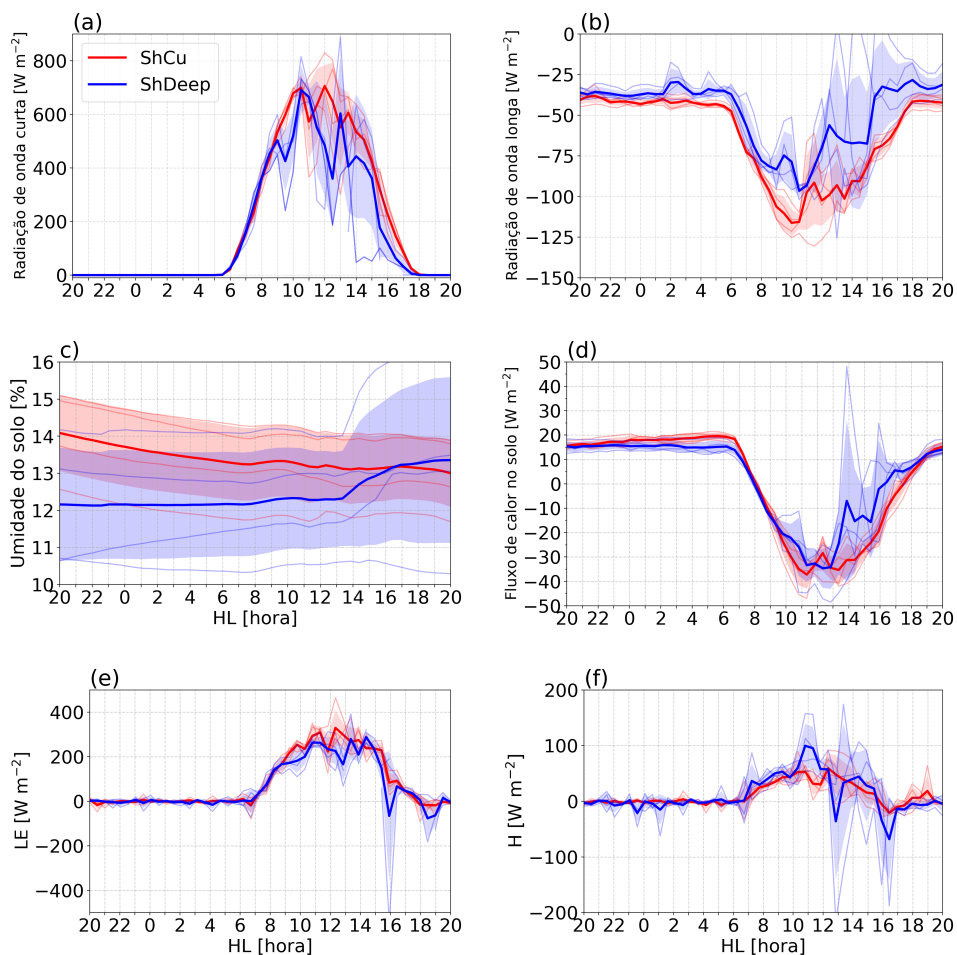 (a)
Radiação de onda curta [W m⁻²]
ShCu
ShDeep
800
600
400
200
0
20 22 0 2 4 6 8 10 12 14 16 18 20
(b)
Radiação de onda longa [W m⁻²]
0
−25
−50
−75
−100
−125
−150
20 22 0 2 4 6 8 10 12 14 16 18 20
c)
Umidade do solo [%]
16
15
14
13
12
11
10
20 22 0 2 4 6 8 10 12 14 16 18 20
HL [hora]
(d)
Fluxo de calor no solo [W m⁻²]
50
40
30
20
10
0
−10
−20
−30
−40
−50
20 22 0 2 4 6 8 10 12 14 16 18 20
(e)
LE [W m⁻²]
400
200
0
−200
−400
20 22 0 2 4 6 8 10 12 14 16 18 20
HL [hora]
(f)
H [W m⁻²]
200
100
0
−100
−200
20 22 0 2 4 6 8 10 12 14 16 18 20
HL [hora]